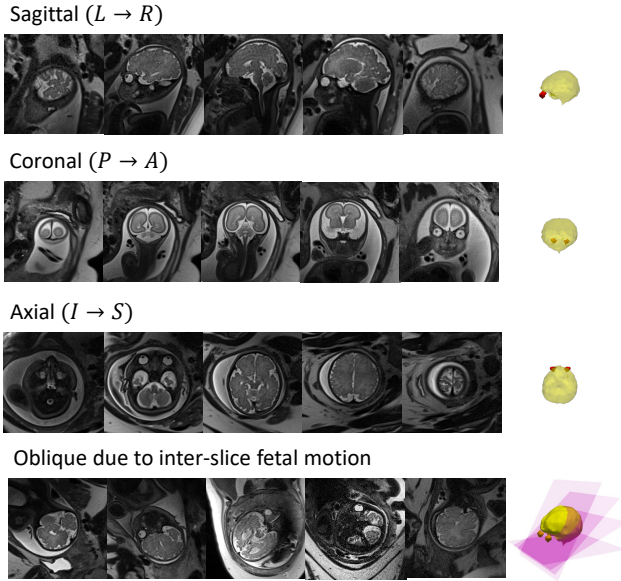 Sagittal (L → R)
Coronal (P → A)
Axial (I → S)
Oblique due to inter-slice fetal motion